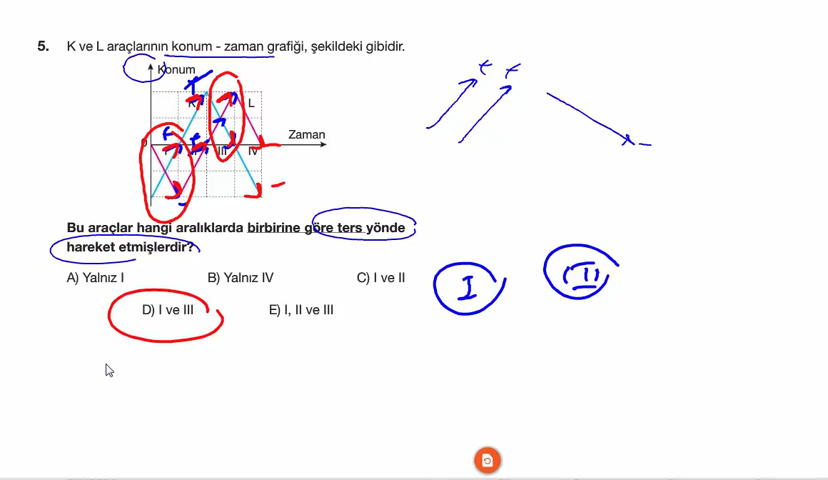 5. K ve L araçlarının konum - zaman grafiği, şekildeki gibidir.
Konum
K
L
Zaman
0
I
II
III
IV
+
+
+
+
-
-
-
Bu araçlar hangi aralıklarda birbirine göre ters yönde
hareket etmişlerdir?
A) Yalnız I
B) Yalnız IV
C) I ve II
D) I ve III
E) I, II ve III
I
III